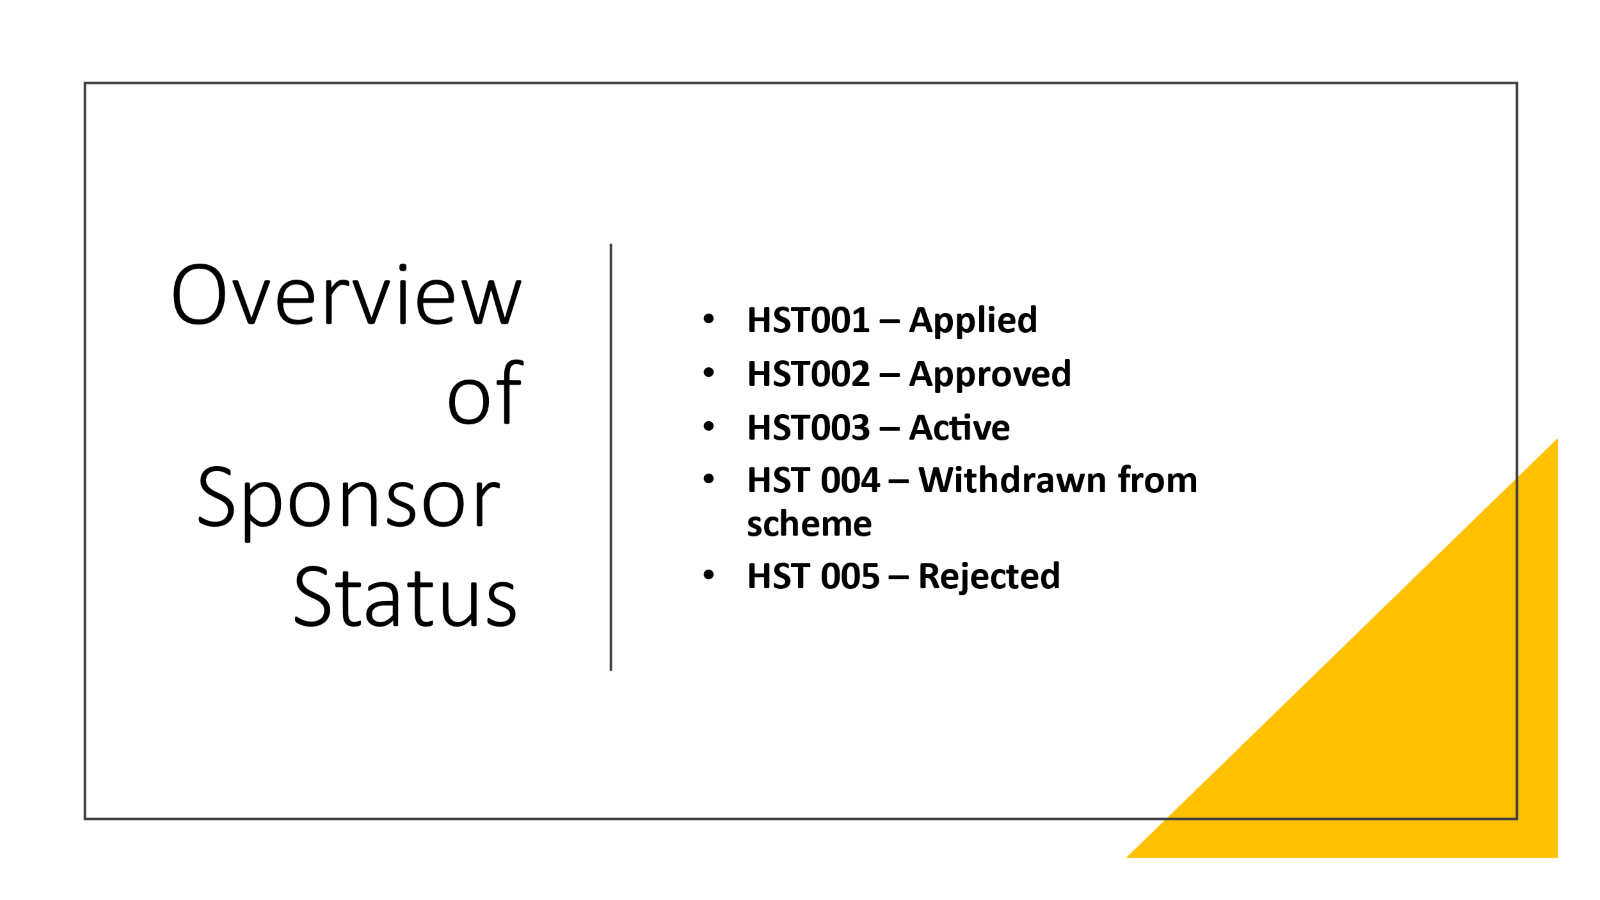 Overview
of
Sponsor
Status
• HST001 – Applied
• HST002 – Approved
• HST003 – Active
• HST 004 – Withdrawn from
scheme
• HST 005 – Rejected